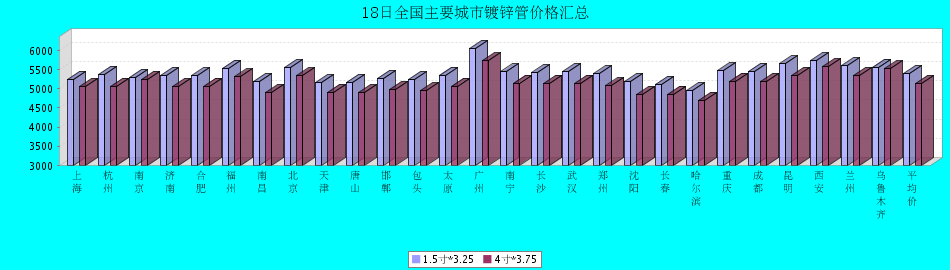 18日全国主要城市镀锌管价格汇总
6000
5500
5000
4500
4000
3500
3000
上海 杭州 南京 济南 合肥 福州 南昌 北京 天津 唐山 邯郸 包头 太原 广州 南宁 长沙 武汉 郑州 沈阳 长春 哈尔滨 重庆 成都 昆明 西安 兰州 乌鲁木齐 平均价
1.5寸*3.25 4寸*3.75